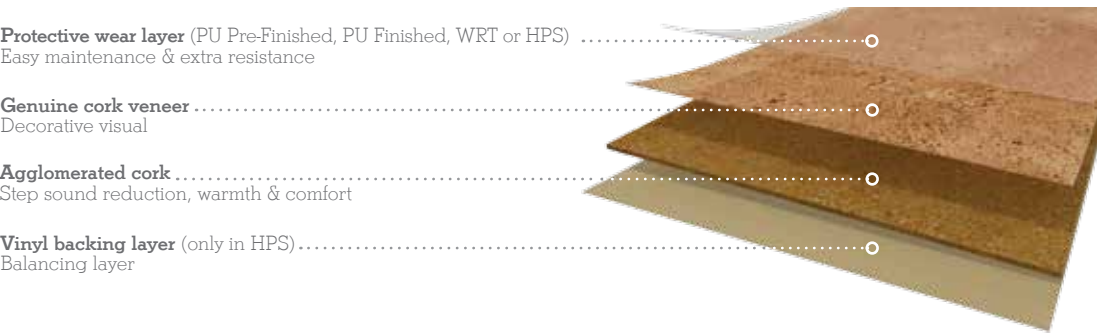 Protective wear layer (PU Pre-Finished, PU Finished, WRT or HPS)
Easy maintenance & extra resistance
Genuine cork veneer
Decorative visual
Agglomerated cork
Step sound reduction, warmth & comfort
Vinyl backing layer (only in HPS)
Balancing layer